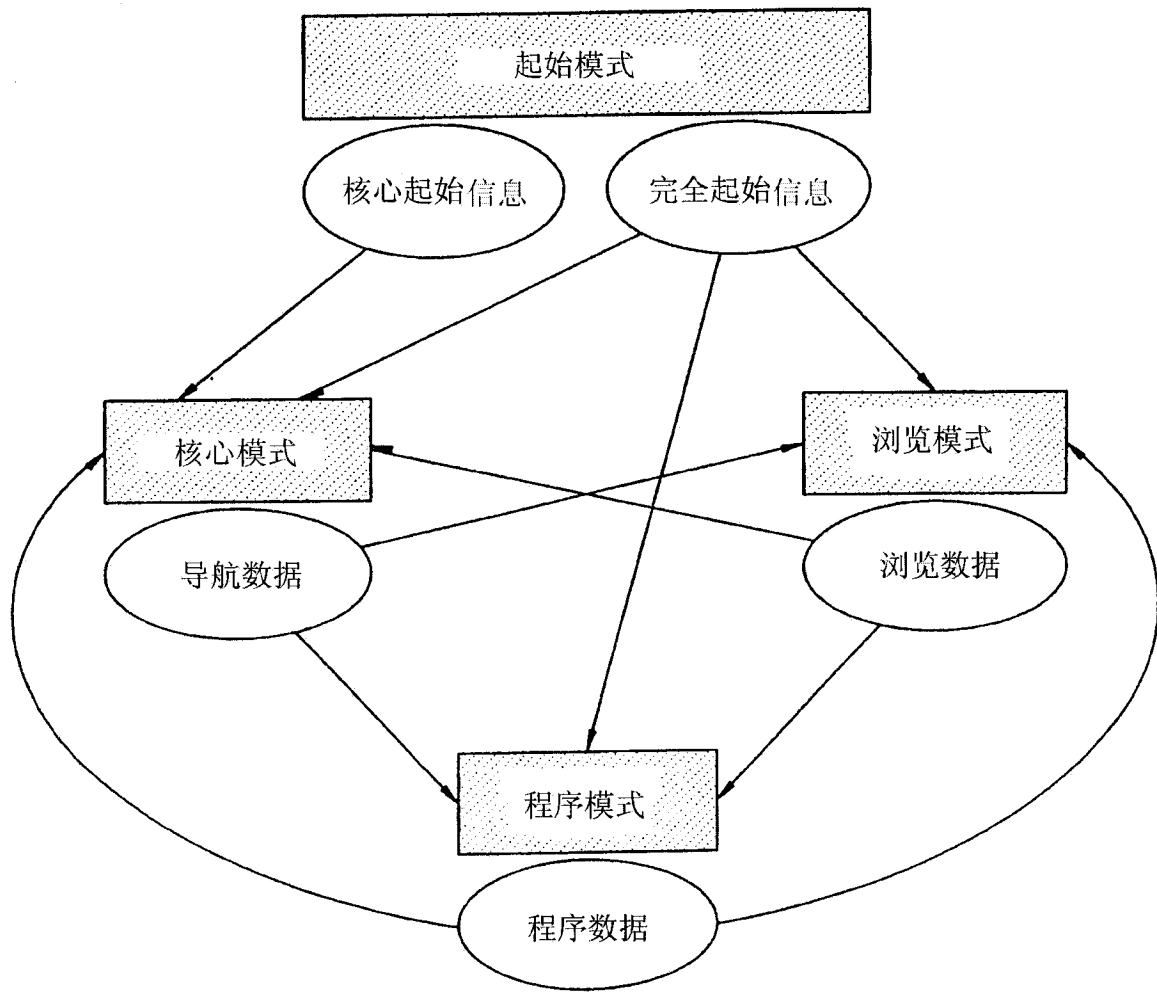 起始模式
核心起始信息
完全起始信息
核心模式
浏览模式
导航数据
浏览数据
程序模式
程序数据